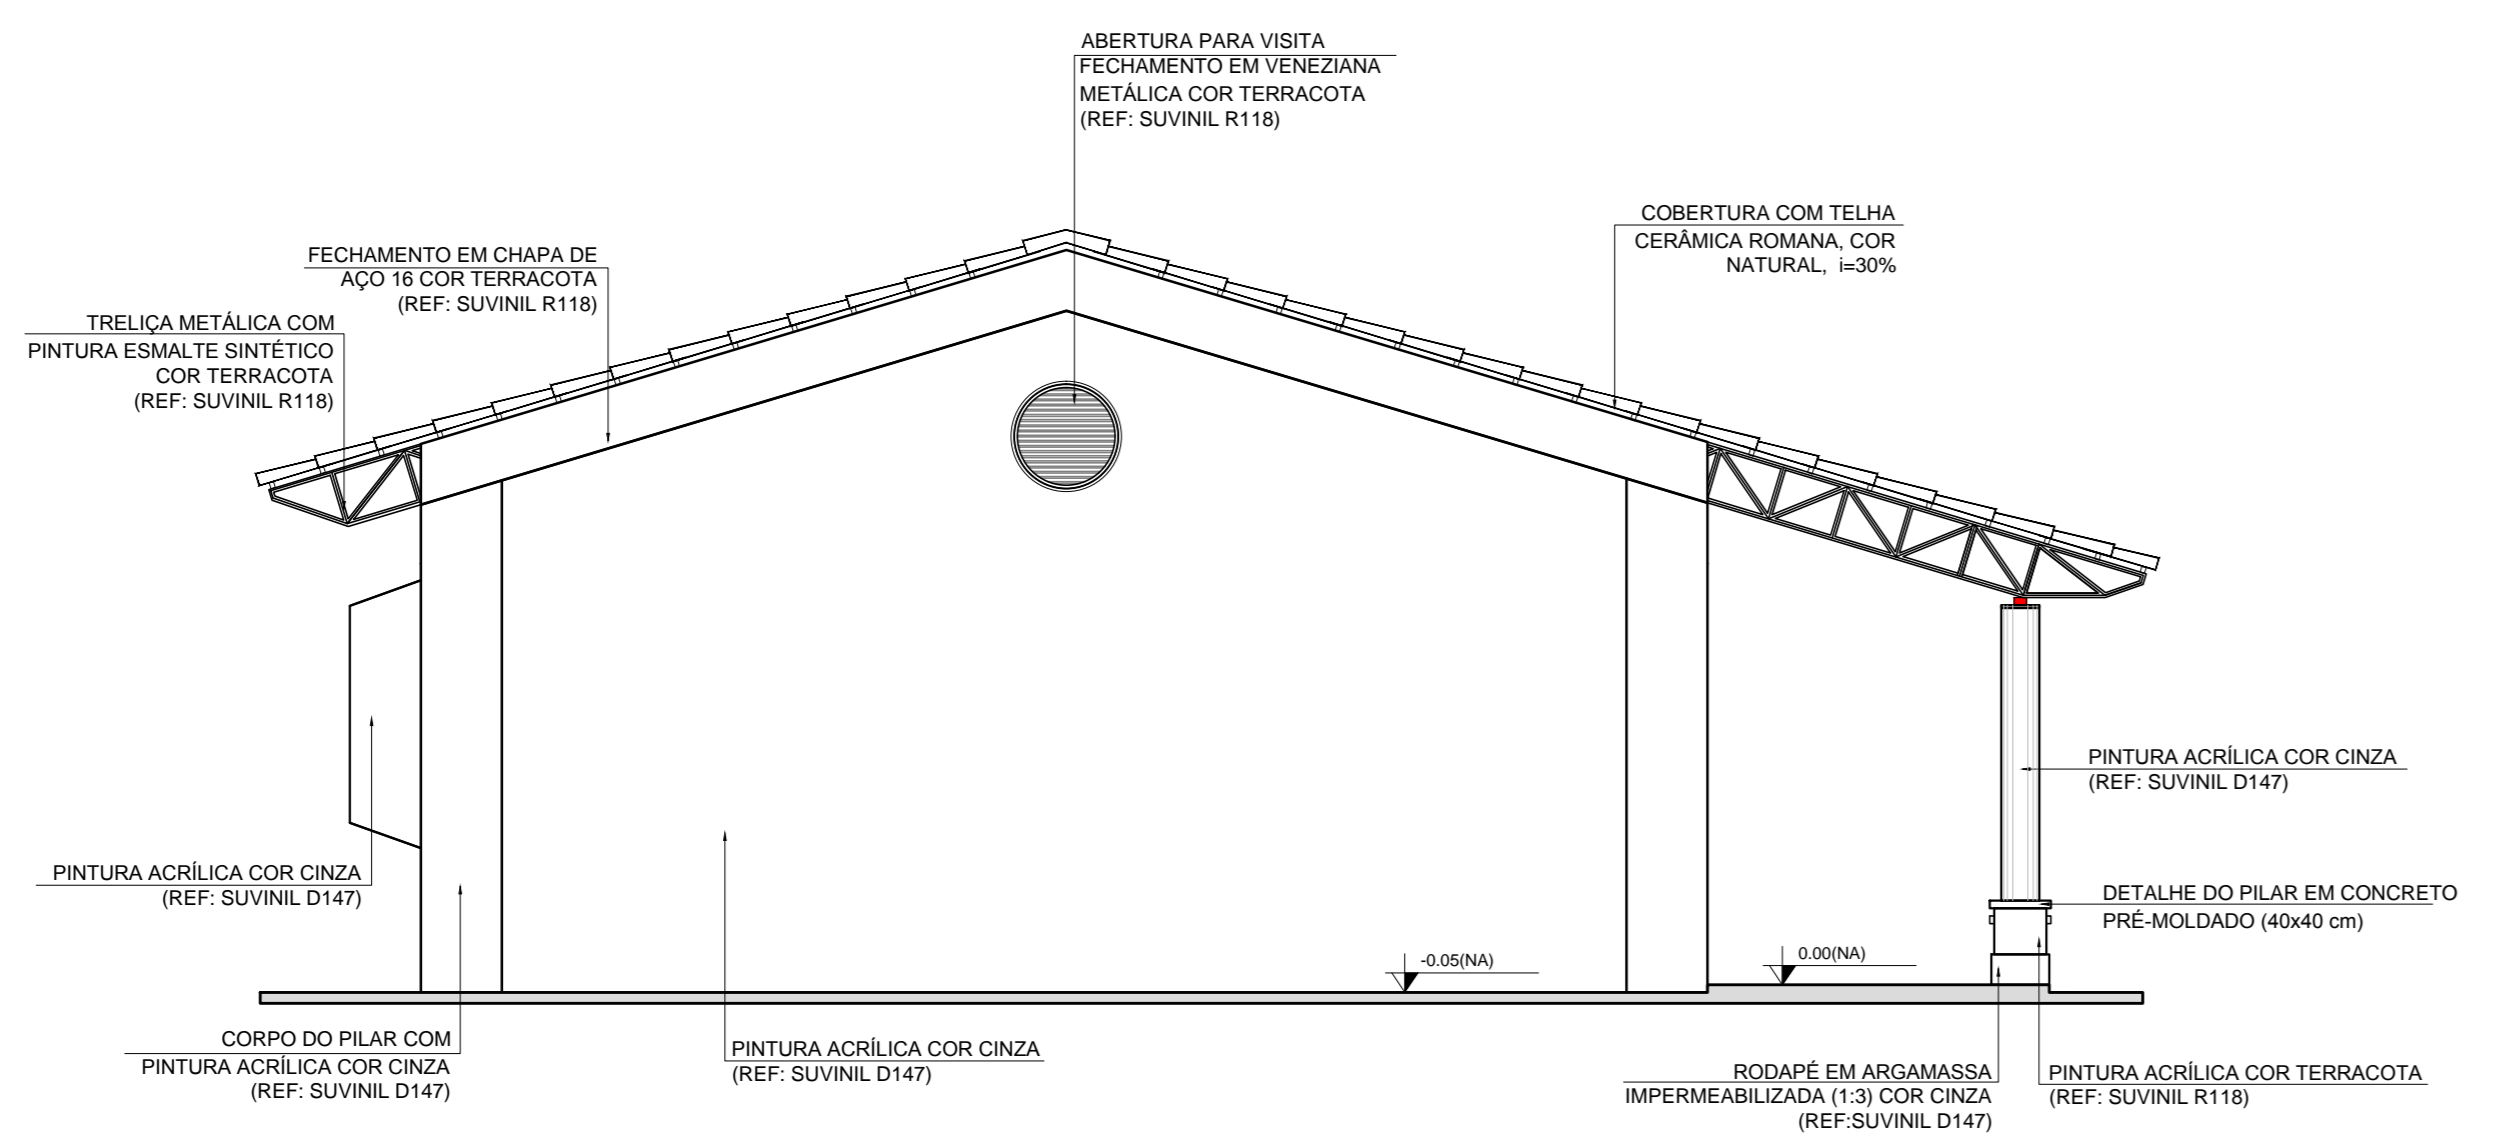 ABERTURA PARA VISITA
FECHAMENTO EM VENEZIANA
METÁLICA COR TERRACOTA
(REF: SUVINIL R118)
COBERTURA COM TELHA
CERÂMICA ROMANA, COR
NATURAL, i=30%
FECHAMENTO EM CHAPA DE
AÇO 16 COR TERRACOTA
(REF: SUVINIL R118)
TRELIÇA METÁLICA COM
PINTURA ESMALTE SINTÉTICO
COR TERRACOTA
(REF: SUVINIL R118)
PINTURA ACRÍLICA COR CINZA
(REF: SUVINIL D147)
PINTURA ACRÍLICA COR CINZA
(REF: SUVINIL D147)
DETALHE DO PILAR EM CONCRETO
PRÉ-MOLDADO (40x40 cm)
-0.05(NA)
0.00(NA)
CORPO DO PILAR COM
PINTURA ACRÍLICA COR CINZA
(REF: SUVINIL D147)
PINTURA ACRÍLICA COR CINZA
(REF: SUVINIL D147)
RODAPÉ EM ARGAMASSA
IMPERMEABILIZADA (1:3) COR CINZA
(REF:SUVINIL D147)
PINTURA ACRÍLICA COR TERRACOTA
(REF: SUVINIL R118)